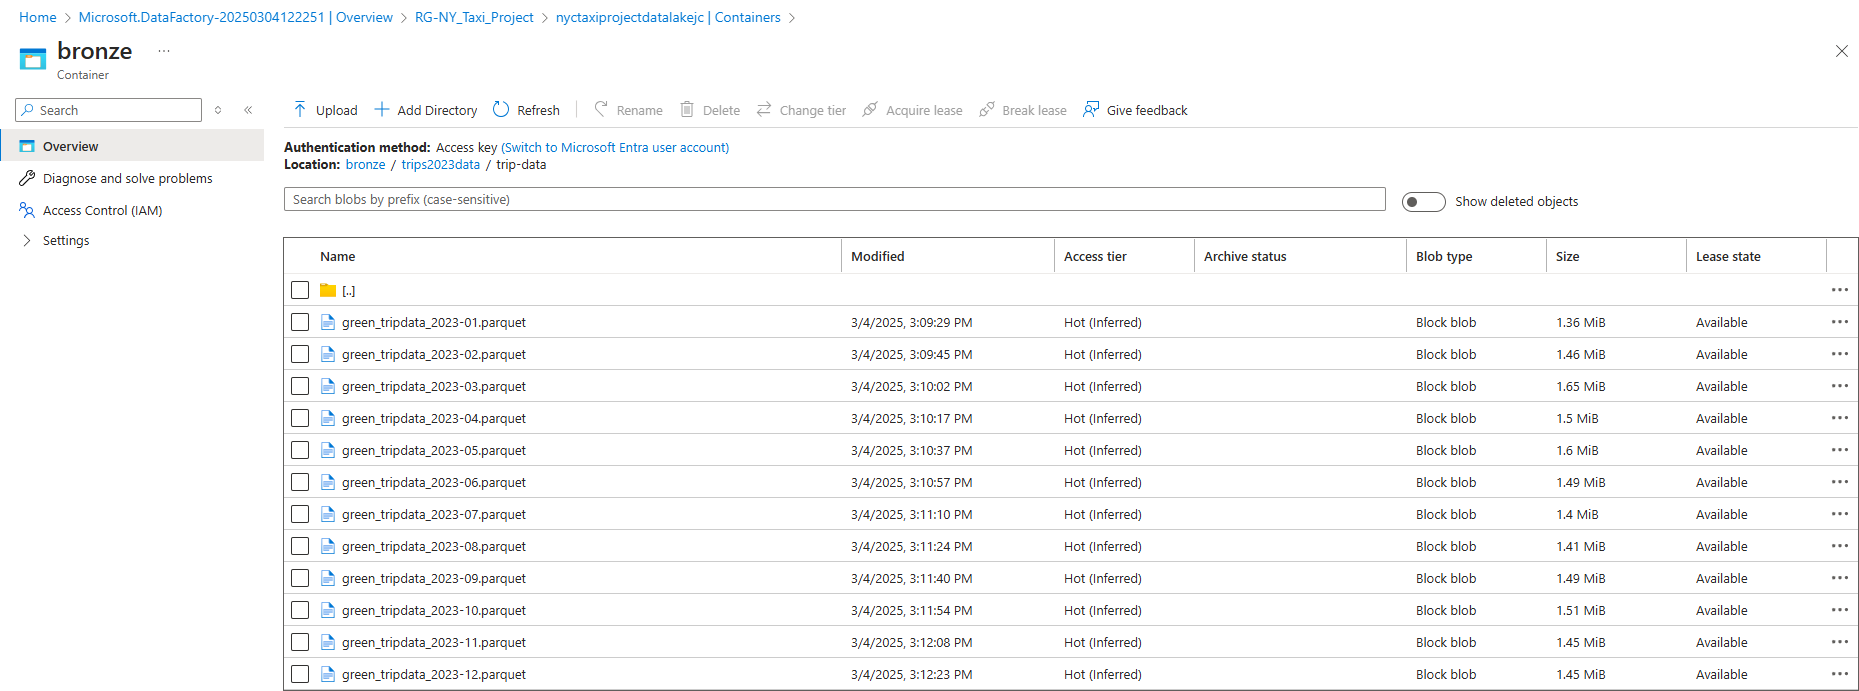 Home > Microsoft.DataFactory-20250304122251 | Overview > RG-NY_Taxi_Project > nyctaxiprojectdatalakejc | Containers >
bronze ...
Container
Search
Upload Add Directory Refresh Rename Delete Change tier Acquire lease Break lease Give feedback
Overview
Diagnose and solve problems
Access Control (IAM)
Settings
Authentication method: Access key (Switch to Microsoft Entra user account)
Location: bronze / trips2023data / trip-data
Search blobs by prefix (case-sensitive)
Show deleted objects
Name Modified Access tier Archive status Blob type Size Lease state
[..]
green_tripdata_2023-01.parquet 3/4/2025, 3:09:29 PM Hot (Inferred) Block blob 1.36 MiB Available
green_tripdata_2023-02.parquet 3/4/2025, 3:09:45 PM Hot (Inferred) Block blob 1.46 MiB Available
green_tripdata_2023-03.parquet 3/4/2025, 3:10:02 PM Hot (Inferred) Block blob 1.65 MiB Available
green_tripdata_2023-04.parquet 3/4/2025, 3:10:17 PM Hot (Inferred) Block blob 1.5 MiB Available
green_tripdata_2023-05.parquet 3/4/2025, 3:10:37 PM Hot (Inferred) Block blob 1.6 MiB Available
green_tripdata_2023-06.parquet 3/4/2025, 3:10:57 PM Hot (Inferred) Block blob 1.49 MiB Available
green_tripdata_2023-07.parquet 3/4/2025, 3:11:10 PM Hot (Inferred) Block blob 1.4 MiB Available
green_tripdata_2023-08.parquet 3/4/2025, 3:11:24 PM Hot (Inferred) Block blob 1.41 MiB Available
green_tripdata_2023-09.parquet 3/4/2025, 3:11:40 PM Hot (Inferred) Block blob 1.49 MiB Available
green_tripdata_2023-10.parquet 3/4/2025, 3:11:54 PM Hot (Inferred) Block blob 1.51 MiB Available
green_tripdata_2023-11.parquet 3/4/2025, 3:12:08 PM Hot (Inferred) Block blob 1.45 MiB Available
green_tripdata_2023-12.parquet 3/4/2025, 3:12:23 PM Hot (Inferred) Block blob 1.45 MiB Available